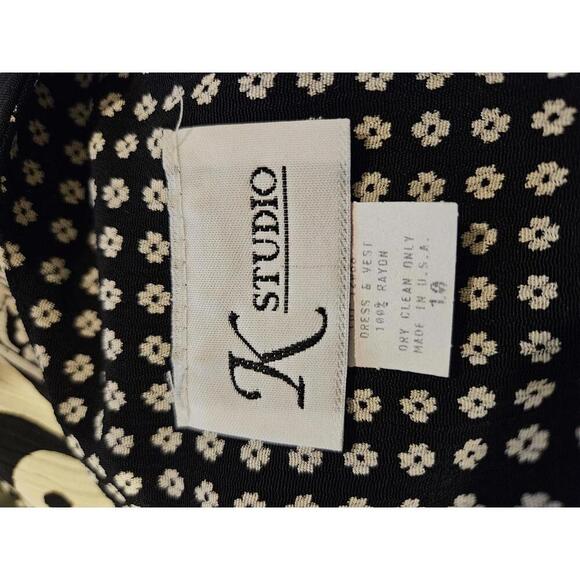 K STUDIO
DRESS & VEST
100% RAYON
DRY CLEAN ONLY
MADE IN U.S.A.